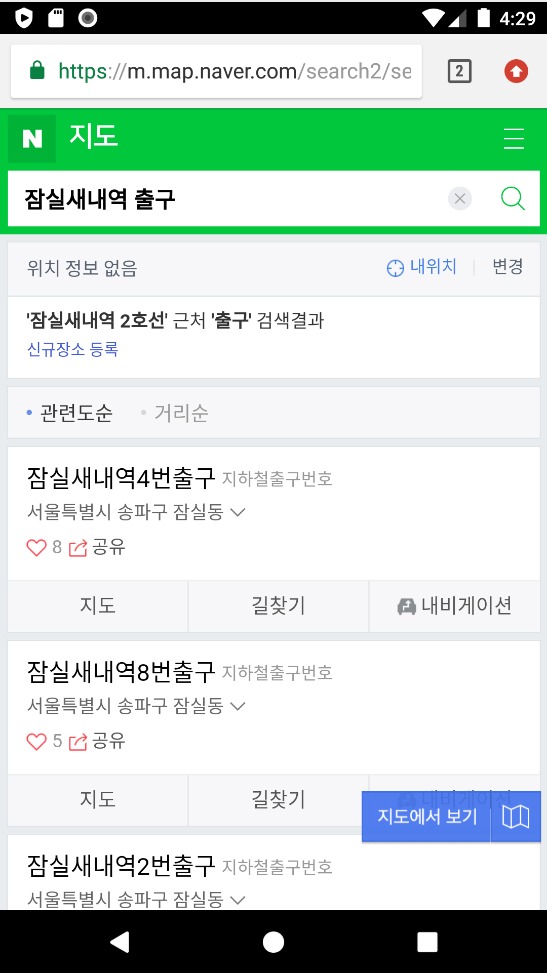 4:29
https://m.map.naver.com/search2/se
2
N 지도
잠실새내역 출구
위치 정보 없음 내위치 변경
'잠실새내역 2호선' 근처 '출구' 검색결과
신규장소 등록
관련도순 거리순
잠실새내역4번출구 지하철출구번호
서울특별시 송파구 잠실동
8 공유
지도 길찾기 내비게이션
잠실새내역8번출구 지하철출구번호
서울특별시 송파구 잠실동
5 공유
지도 길찾기 내비게이션
지도에서 보기
잠실새내역2번출구 지하철출구번호
서울특별시 송파구 잠실동